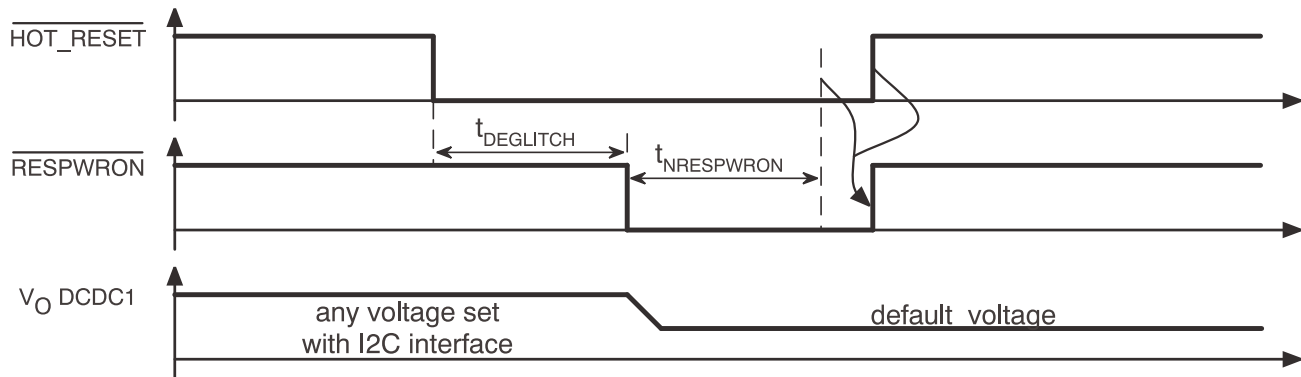 HOT_RESET
tDEGLITCH
RESPWRON
tNRESPWRON
VO DCDC1
any voltage set
with I2C interface
default voltage